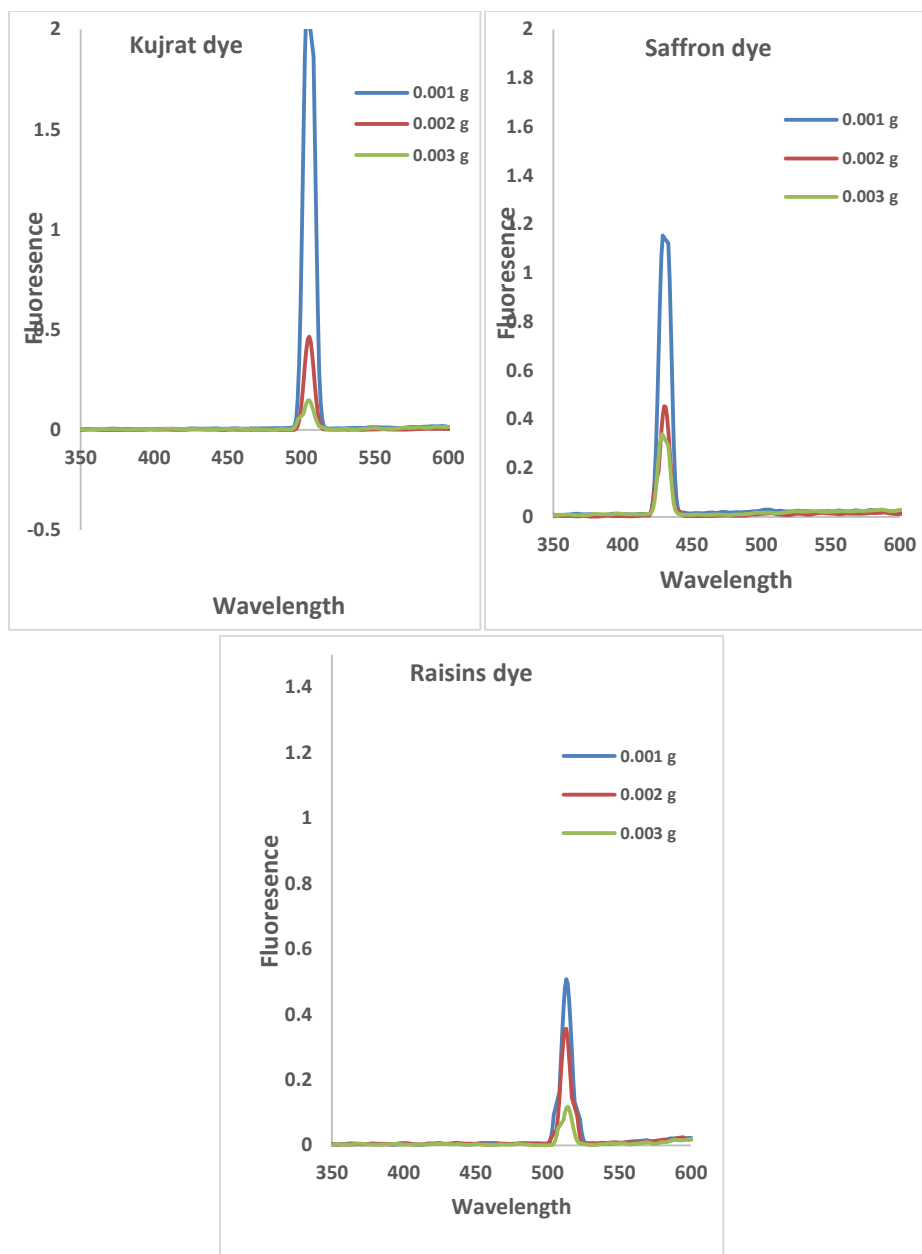 Kujrat dye
2
1.5
1
0.5
0
-0.5
Fluoresence
0.001 g
0.002 g
0.003 g
350 400 450 500 550 600
Wavelength
Saffron dye
2
1.8
1.6
1.4
1.2
1
0.8
0.6
0.4
0.2
0
Fluoresence
0.001 g
0.002 g
0.003 g
350 400 450 500 550 600
Wavelength
Raisins dye
1.4
1.2
1
0.8
0.6
0.4
0.2
0
Fluoresence
0.001 g
0.002 g
0.003 g
350 400 450 500 550 600
Wavelength